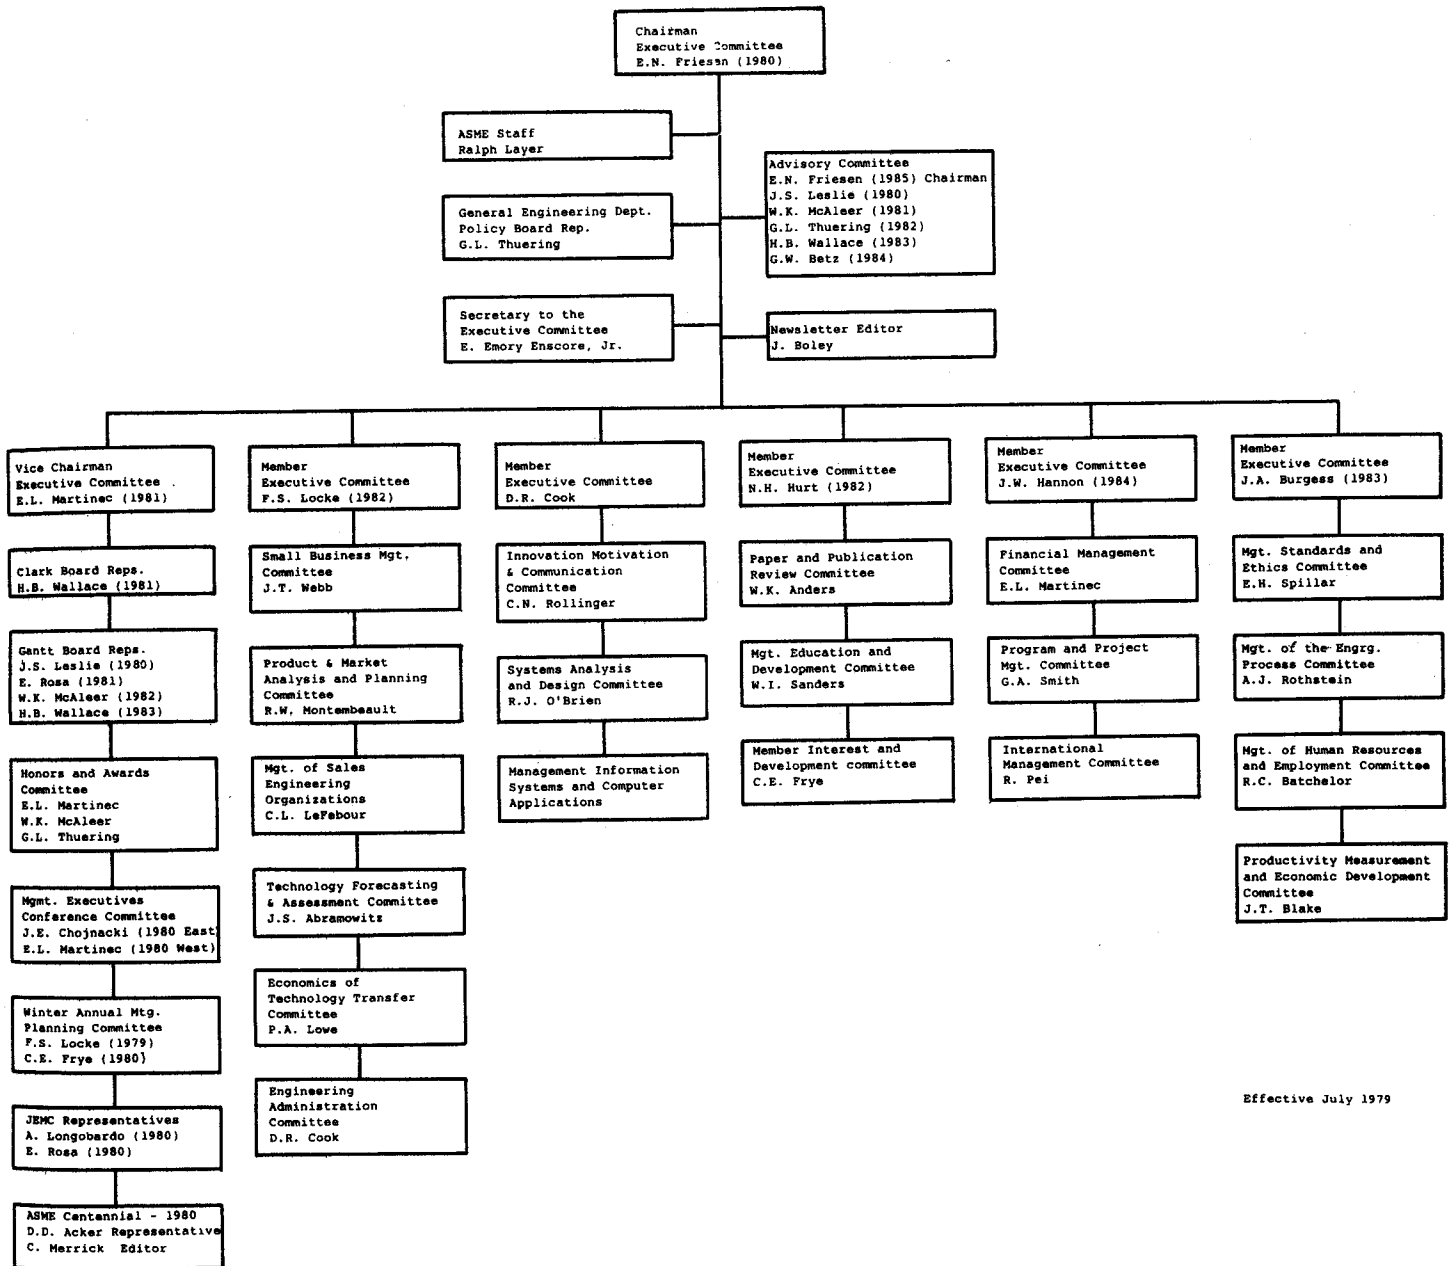 Chairman
Executive Committee
E.N. Friesen (1980)
ASME Staff
Ralph Layer
Advisory Committee
E.N. Friesen (1985) Chairman
J.S. Leslie (1980)
W.K. McAleer (1981)
G.L. Thuering (1982)
H.B. Wallace (1983)
G.W. Betz (1984)
General Engineering Dept.
Policy Board Rep.
G.L. Thuering
Secretary to the
Executive Committee
E. Emory Enscore, Jr.
Newsletter Editor
J. Boley
Vice Chairman
Executive Committee
E.L. Martinec (1981)
Clark Board Reps.
H.B. Wallace (1981)
Gantt Board Reps.
J.S. Leslie (1980)
E. Rosa (1981)
W.K. McAleer (1982)
H.B. Wallace (1983)
Honors and Awards
Committee
E.L. Martinec
W.K. McAleer
G.L. Thuering
Mgmt. Executives
Conference Committee
J.E. Chojnacki (1980 East)
E.L. Martinec (1980 West)
Winter Annual Mtg.
Planning Committee
F.S. Locke (1979)
C.E. Frye (1980)
JEMC Representatives
A. Longobardo (1980)
E. Rosa (1980)
ASME Centennial - 1980
D.D. Acker Representative
C. Merrick Editor
Member
Executive Committee
F.S. Locke (1982)
Small Business Mgt.
Committee
J.T. Webb
Product & Market
Analysis and Planning
Committee
R.W. Montembeault
Mgt. of Sales
Engineering
Organizations
C.L. LeFebour
Technology Forecasting
& Assessment Committee
J.S. Abramowitz
Economics of
Technology Transfer
Committee
P.A. Lowe
Engineering
Administration
Committee
D.R. Cook
Member
Executive Committee
D.R. Cook
Innovation Motivation
& Communication
Committee
C.N. Rollinger
Systems Analysis
and Design Committee
R.J. O'Brien
Management Information
Systems and Computer
Applications
Member
Executive Committee
N.H. Hurt (1982)
Paper and Publication
Review Committee
W.K. Anders
Mgt. Education and
Development Committee
W.I. Sanders
Member Interest and
Development committee
C.E. Frye
Member
Executive Committee
J.W. Hannon (1984)
Financial Management
Committee
E.L. Martinec
Program and Project
Mgt. Committee
G.A. Smith
International
Management Committee
R. Pei
Member
Executive Committee
J.A. Burgess (1983)
Mgt. Standards and
Ethics Committee
E.H. Spillar
Mgt. of the Engrg.
Process Committee
A.J. Rothstein
Mgt. of Human Resources
and Employment Committee
R.C. Batchelor
Productivity Measurement
and Economic Development
Committee
J.T. Blake
Effective July 1979